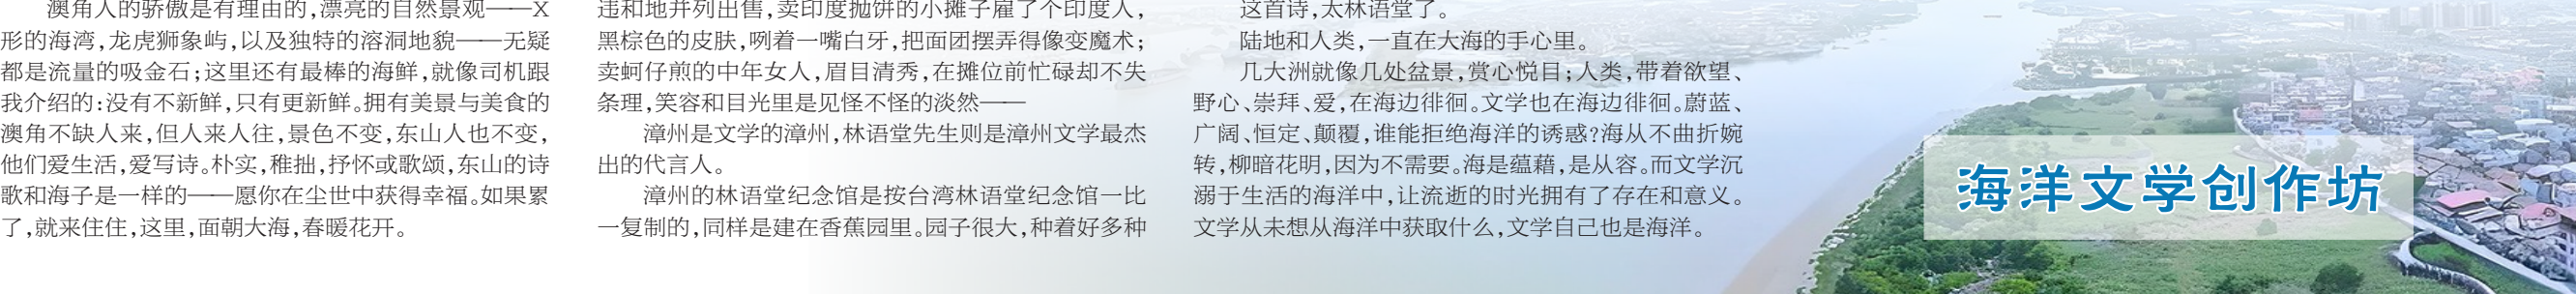 澳角人的骄傲是有理由的,漂亮的自然景观——X
形的海湾,龙虎狮象屿,以及独特的溶洞地貌——无疑
都是流量的吸金石;这里还有最棒的海鲜,就像司机跟
我介绍的:没有不新鲜,只有更新鲜。拥有美景与美食的
澳角不缺人来,但人来人往,景色不变,东山人也不变,
他们爱生活,爱写诗。朴实,稚拙,抒怀或歌颂,东山的诗
歌和海子是一样的——愿你在尘世中获得幸福。如果累
了,就来住住,这里,面朝大海,春暖花开。
违和地并列出售,卖印度抛饼的小摊子雇了个印度人,
黑棕色的皮肤,咧着一嘴白牙,把面团摆弄得像变魔术;
卖蚵仔煎的中年女人,眉目清秀,在摊位前忙碌却不失
条理,笑容和目光里是见怪不怪的淡然——
漳州是文学的漳州,林语堂先生则是漳州文学最杰
出的代言人。
漳州的林语堂纪念馆是按台湾林语堂纪念馆一比
一复制的,同样是建在香蕉园里。园子很大,种着好多种
这首诗,太林语堂了。
陆地和人类,一直在大海的手心里。
几大洲就像几处盆景,赏心悦目;人类,带着欲望、
野心、崇拜、爱,在海边徘徊。文学也在海边徘徊。蔚蓝、
广阔、恒定、颠覆,谁能拒绝海洋的诱惑?海从不曲折婉
转,柳暗花明,因为不需要。海是蕴藉,是从容。而文学沉
溺于生活的海洋中,让流逝的时光拥有了存在和意义。
文学从未想从海洋中获取什么,文学自己也是海洋。
海洋文学创作坊